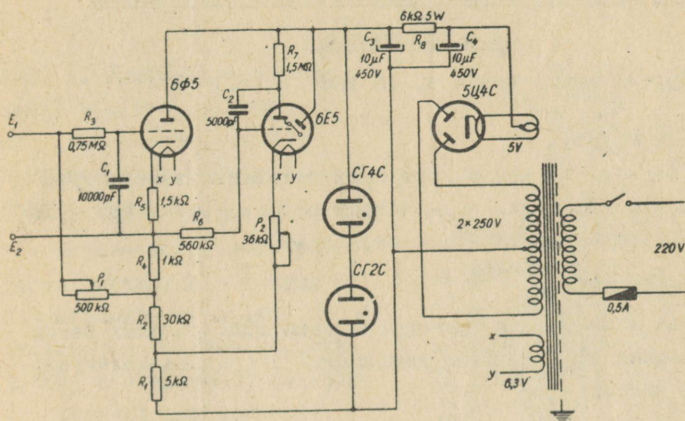 6kΩ 5W
C₃
R₈
C₄
10μF
450V
10μF
450V
R₇
1,5MΩ
6Ф5
C₂
5000pF
6E5
5Ц4С
5V
E₁
R₃
0,75MΩ
C₁
10000pF
x y
x y
R₅
1,5kΩ
P₂
36kΩ
СГ4С
2×250V
220V
E₂
R₆
560kΩ
R₄
1kΩ
P₁
500kΩ
СГ2С
0,5A
R₂
30kΩ
x
y
6,3V
R₁
5kΩ